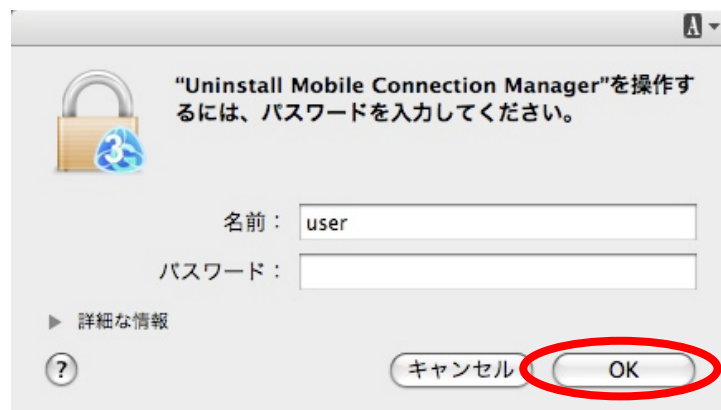 A
“Uninstall Mobile Connection Manager”を操作す
るには、パスワードを入力してください。
3G
名前： user
パスワード：
詳細な情報
? キャンセル OK